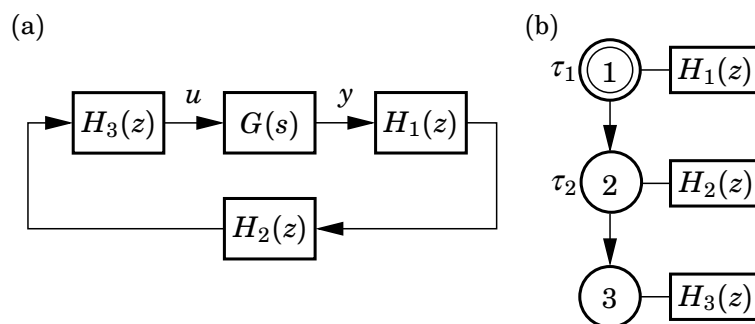 (a)
(b)
u
y
H₃(z)
G(s)
H₁(z)
H₂(z)
τ₁
1
H₁(z)
τ₂
2
H₂(z)
3
H₃(z)